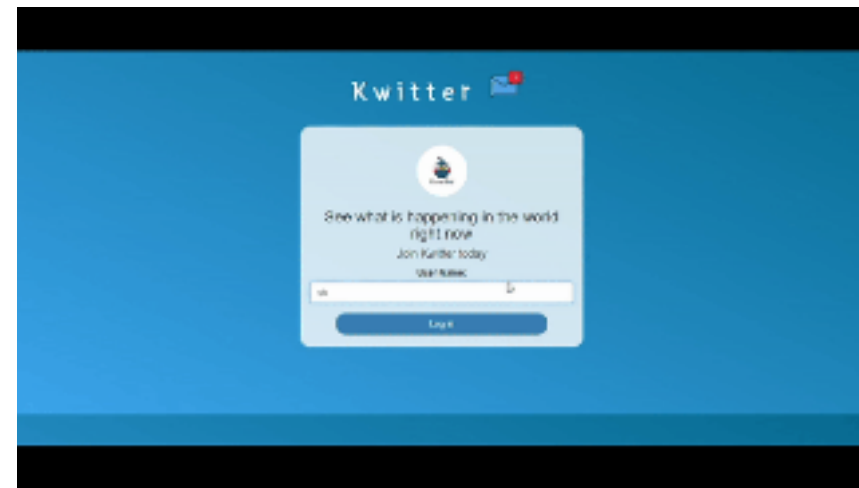 Kwitter
See what is happening in the world
right now
Join Kwitter today
User Name:
Log in